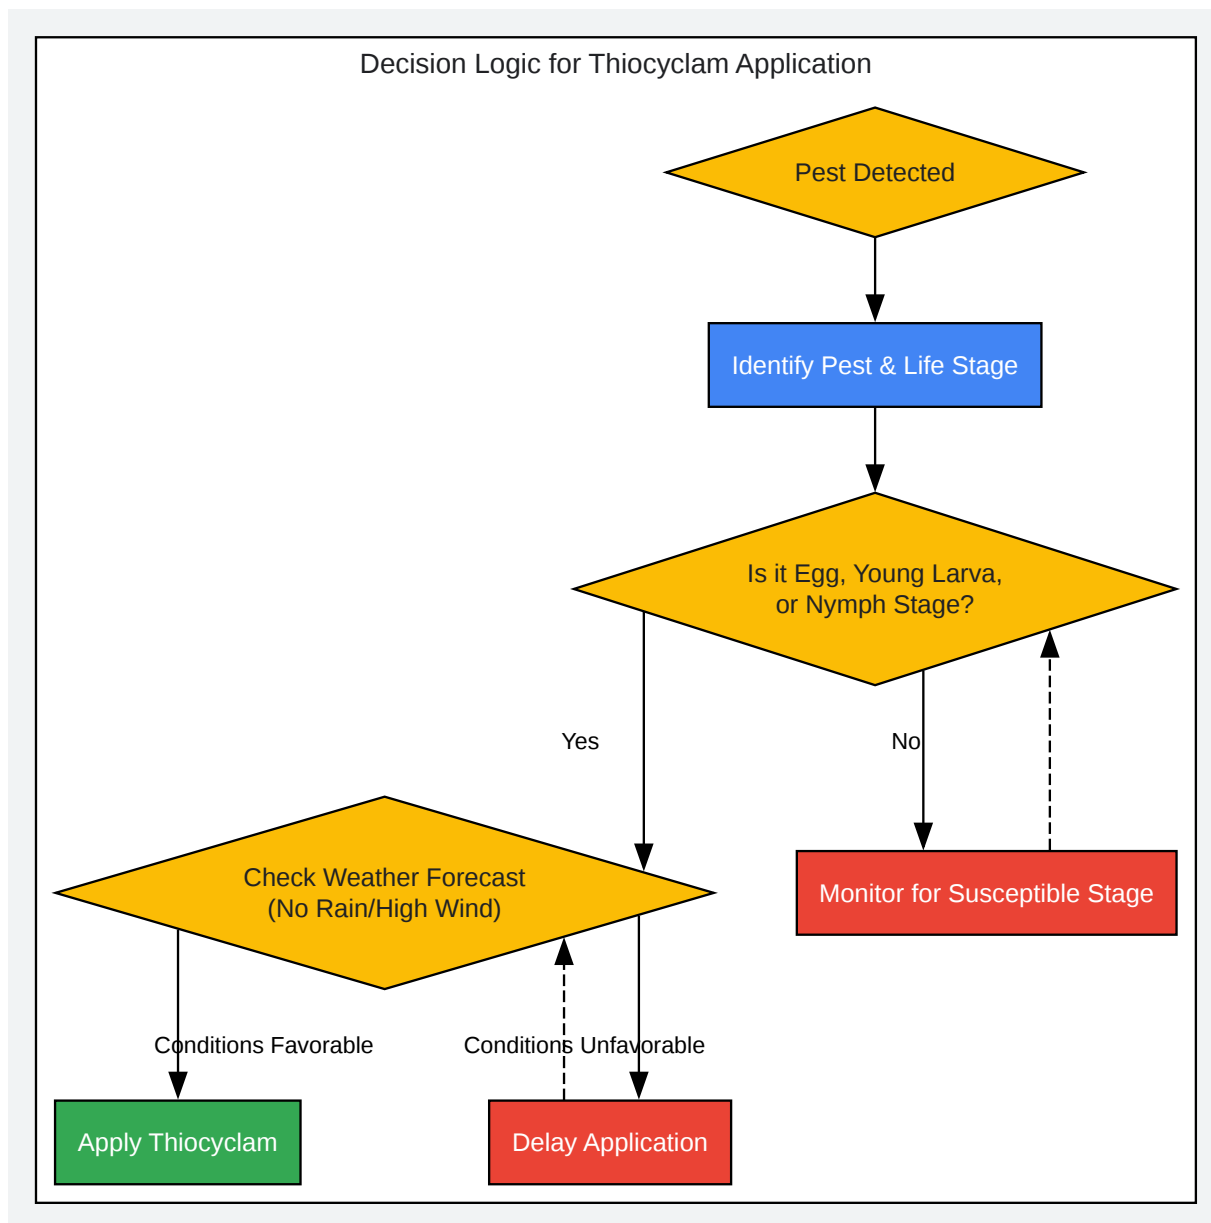 Decision Logic for Thiocyclam Application
Pest Detected
Identify Pest & Life Stage
Is it Egg, Young Larva,
or Nymph Stage?
Yes
No
Check Weather Forecast
(No Rain/High Wind)
Monitor for Susceptible Stage
Conditions Favorable
Conditions Unfavorable
Apply Thiocyclam
Delay Application